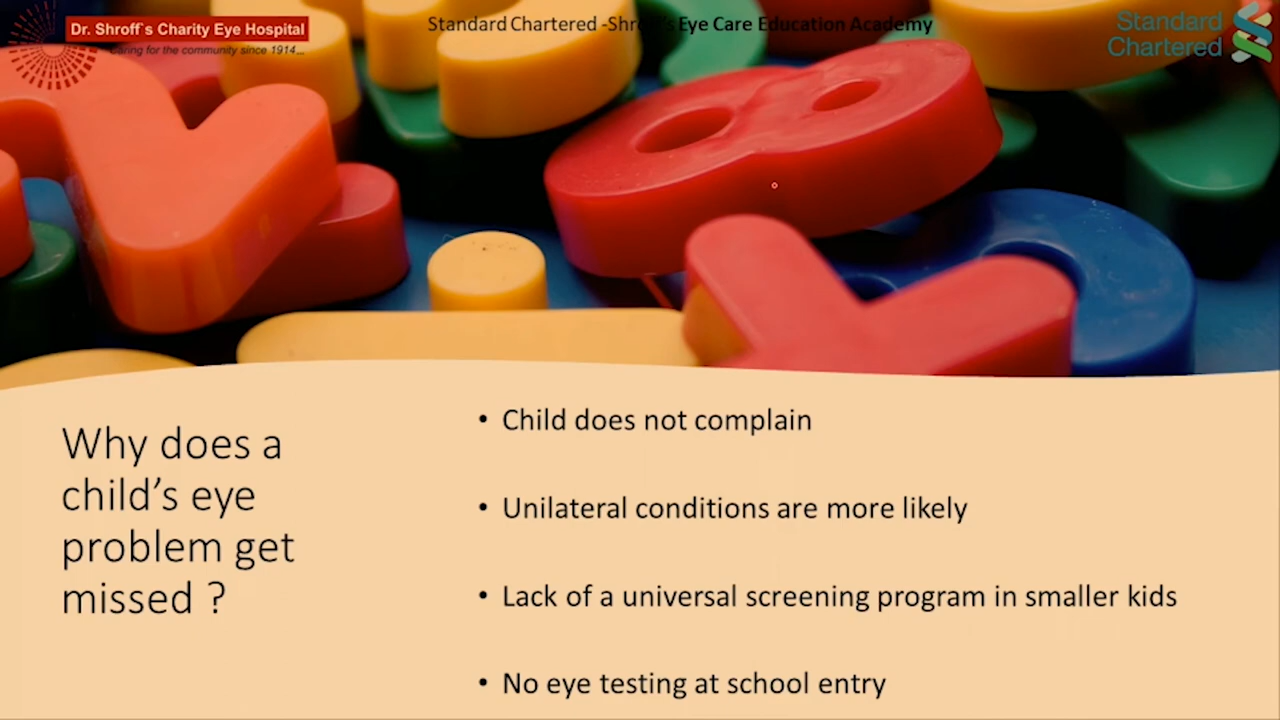 Dr. Shroff`s Charity Eye Hospital
Caring for the community since 1914...
Standard Chartered -Shroff's Eye Care Education Academy
Standard
Chartered
Why does a
child’s eye
problem get
missed ?
• Child does not complain
• Unilateral conditions are more likely
• Lack of a universal screening program in smaller kids
• No eye testing at school entry